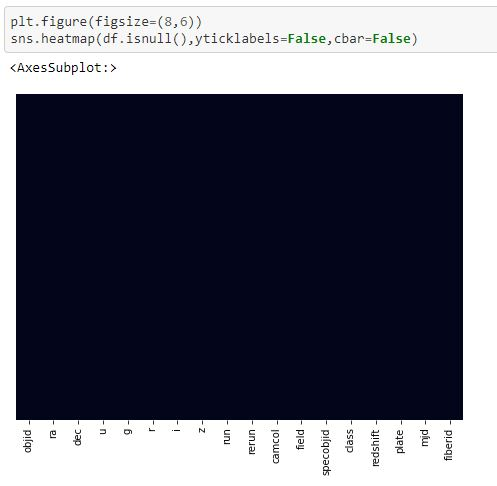 plt.figure(figsize=(8,6))
sns.heatmap(df.isnull(),yticklabels=False,cbar=False)
<AxesSubplot:>
objid
ra
dec
u
g
r
i
z
run
rerun
camcol
field
specobjid
class
redshift
plate
mjd
fiberid